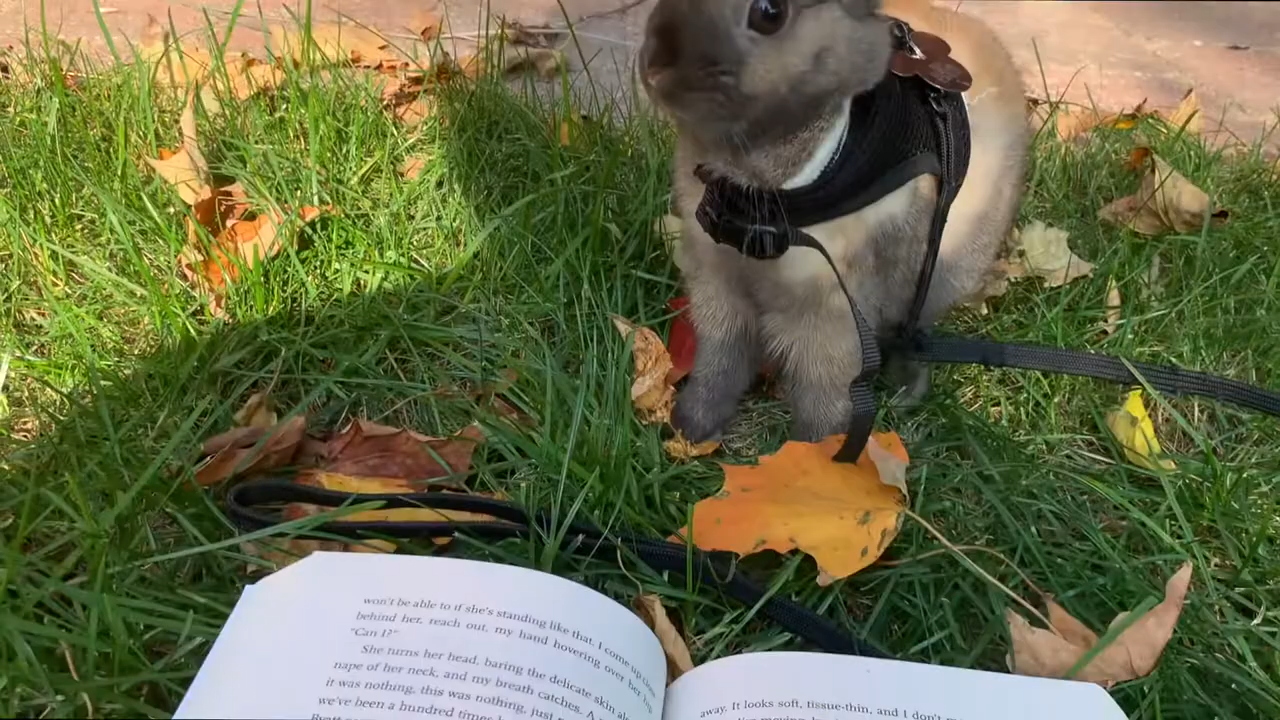 won't be able to if she's standing like that. I come up close
behind her, reach out, my hand hovering over her
"Can I?"
She turns her head, baring the delicate skin
nape of her neck, and my breath catches.
it was nothing, this was nothing, just
we've been a hundred times
away. It looks soft, tissue-thin, and I don't